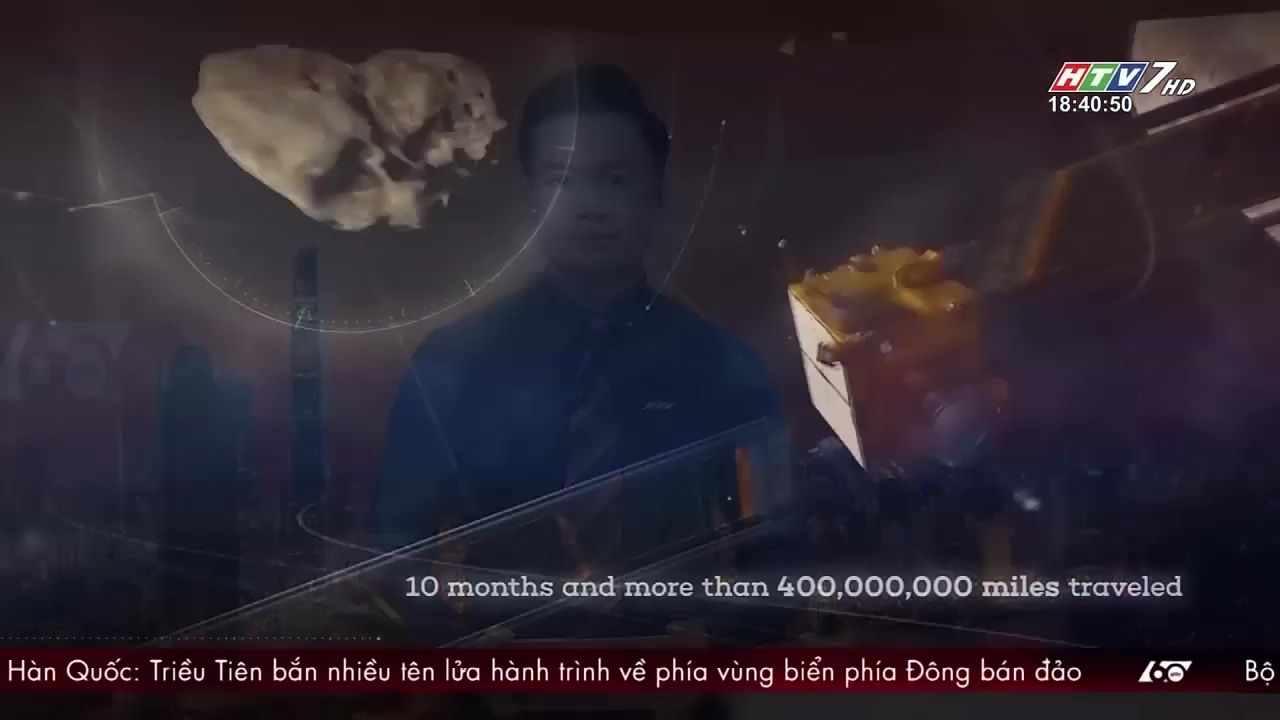 HTV7 HD
18:40:50
10 months and more than 400,000,000 miles traveled
Hàn Quốc: Triều Tiên bắn nhiều tên lửa hành trình về phía vùng biển phía Đông bán đảo 60 Bộ